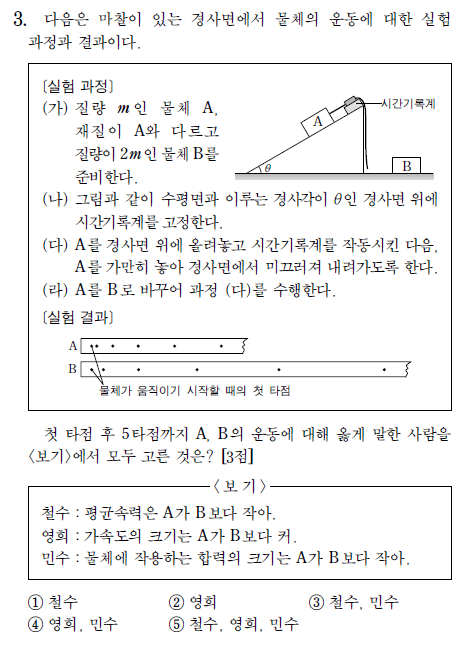 3. 다음은 마찰이 있는 경사면에서 물체의 운동에 대한 실험
과정과 결과이다.
[실험 과정]
(가) 질량 m인 물체 A,
재질이 A와 다르고
질량이 2m인 물체 B를
준비한다.
시간기록계
A
θ
B
(나) 그림과 같이 수평면과 이루는 경사각이 θ인 경사면 위에
시간기록계를 고정한다.
(다) A를 경사면 위에 올려놓고 시간기록계를 작동시킨 다음,
A를 가만히 놓아 경사면에서 미끄러져 내려가도록 한다.
(라) A를 B로 바꾸어 과정 (다)를 수행한다.
[실험 결과]
A
B
물체가 움직이기 시작할 때의 첫 타점
첫 타점 후 5타점까지 A, B의 운동에 대해 옳게 말한 사람을
<보기>에서 모두 고른 것은? [3점]
<보 기>
철수 : 평균속력은 A가 B보다 작아.
영희 : 가속도의 크기는 A가 B보다 커.
민수 : 물체에 작용하는 합력의 크기는 A가 B보다 작아.
① 철수 ② 영희 ③ 철수, 민수
④ 영희, 민수 ⑤ 철수, 영희, 민수